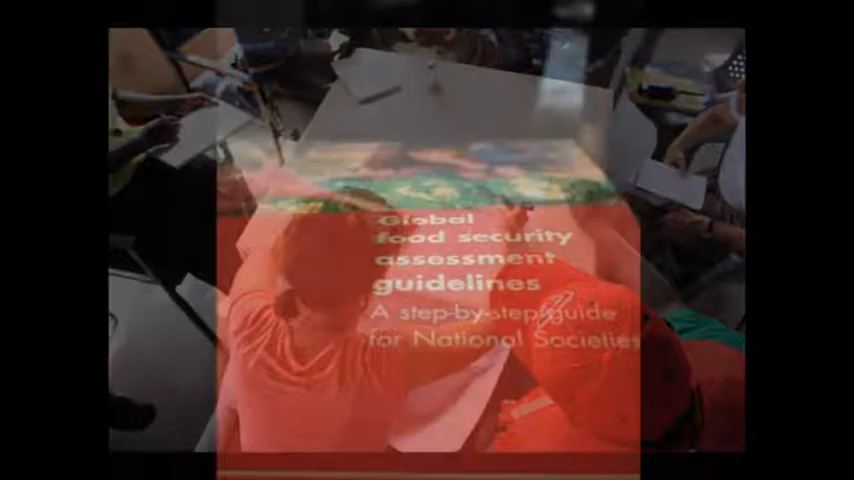 Global
food security
assessment
guidelines
A step-by-step guide
for National Societies